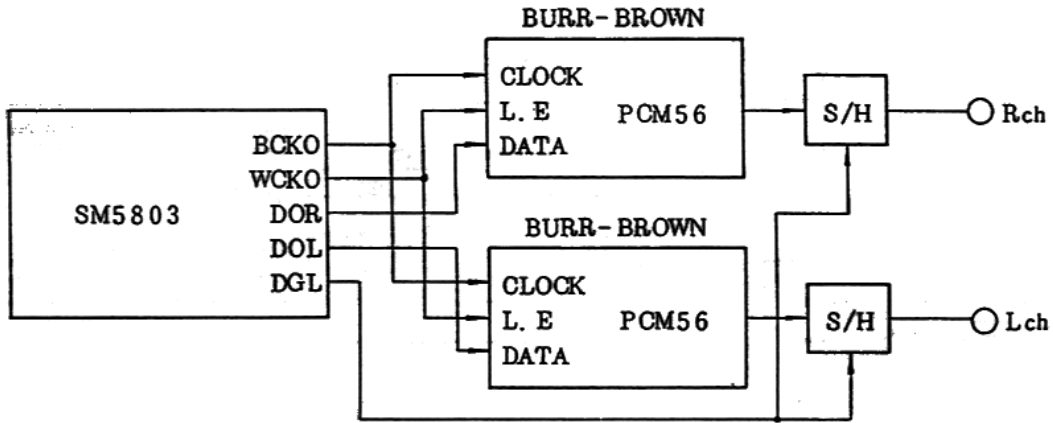 BURR-BROWN
CLOCK
L.E
DATA
PCM56
S/H
Rch
SM5803
BCKO
WCKO
DOR
DOL
DGL
BURR-BROWN
CLOCK
L.E
DATA
PCM56
S/H
Lch